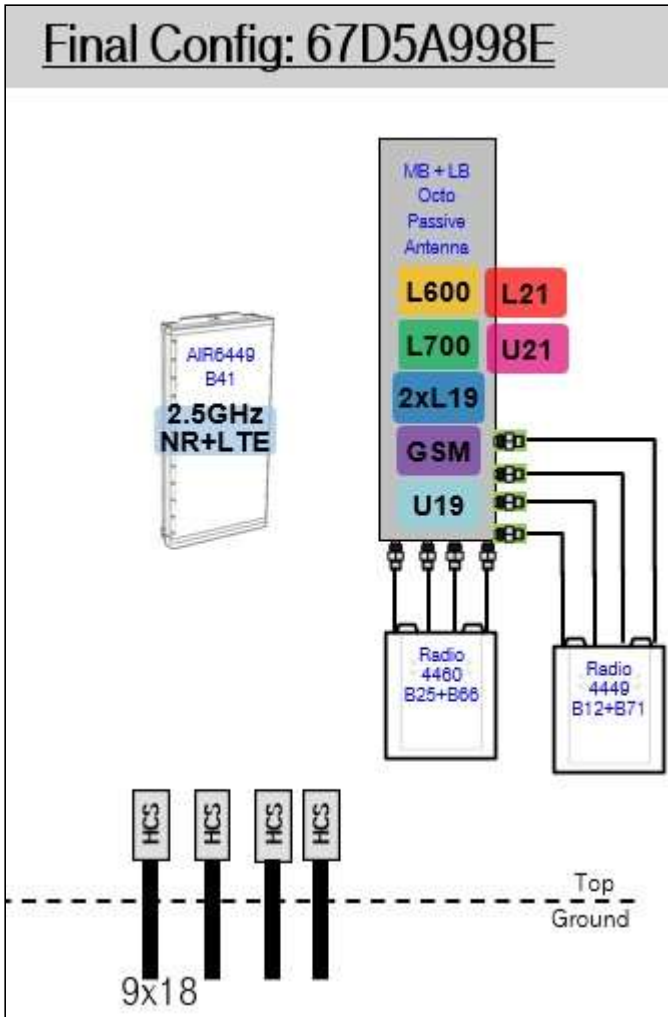 Final Config: 67D5A998E
MB + LB
Octo
Passive
Antenna
L600
L21
L700
U21
2xL19
GSM
U19
AIR6449
B41
2.5GHz
NR+LTE
Radio
4460
B25+B66
Radio
4449
B12+B71
HCS
HCS
HCS
HCS
Top
Ground
9x18